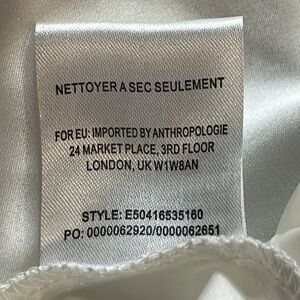 NETTOYER A SEC SEULEMENT
FOR EU: IMPORTED BY ANTHROPOLOGIE
24 MARKET PLACE, 3RD FLOOR
LONDON, UK W1W8AN
STYLE: E50416535160
PO: 0000062920/0000062651